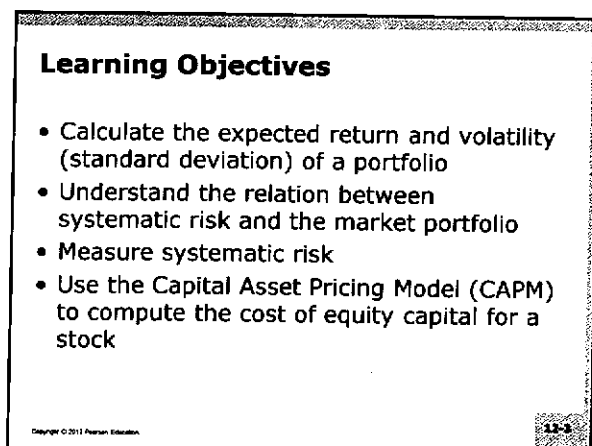 Learning Objectives
• Calculate the expected return and volatility
(standard deviation) of a portfolio
• Understand the relation between
systematic risk and the market portfolio
• Measure systematic risk
• Use the Capital Asset Pricing Model (CAPM)
to compute the cost of equity capital for a
stock
Pearson Education